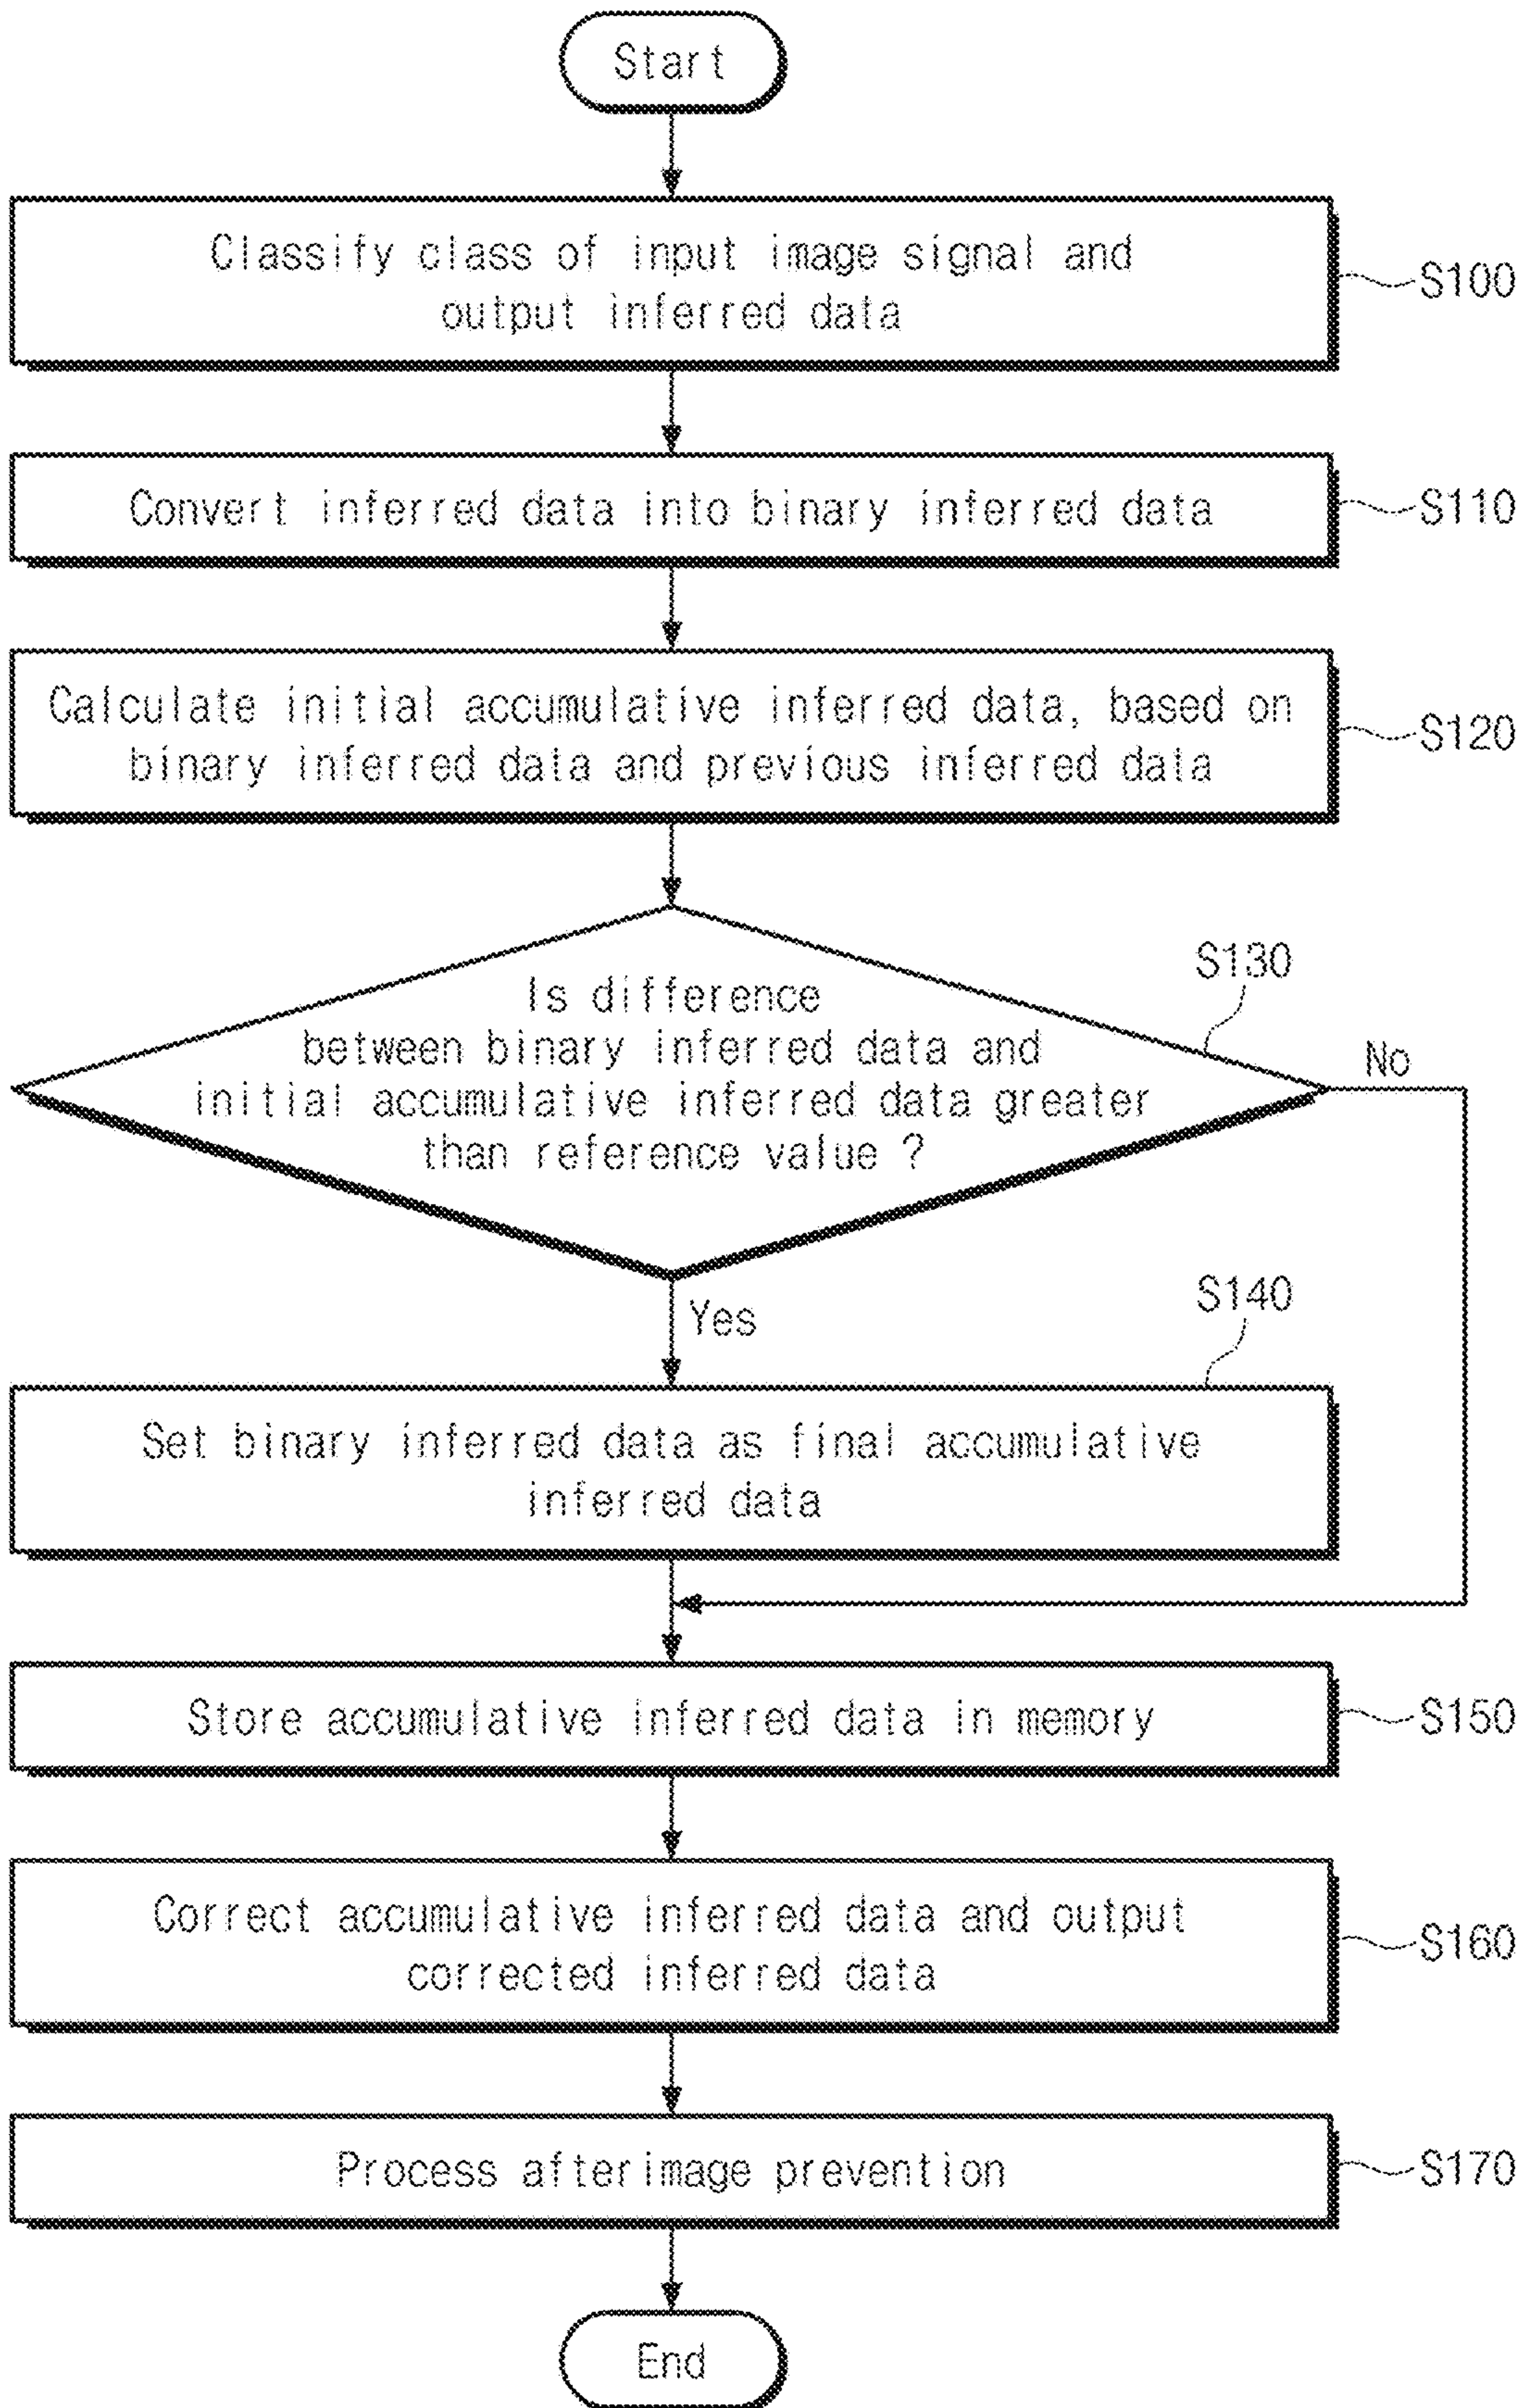 Start
Classify class of input image signal and
output inferred data
S100
Convert inferred data into binary inferred data
S110
Calculate initial accumulative inferred data, based on
binary inferred data and previous inferred data
S120
S130
Is difference
between binary inferred data and
initial accumulative inferred data greater
than reference value ?
No
Yes
S140
Set binary inferred data as final accumulative
inferred data
Store accumulative inferred data in memory
S150
Correct accumulative inferred data and output
corrected inferred data
S160
Process afterimage prevention
S170
End